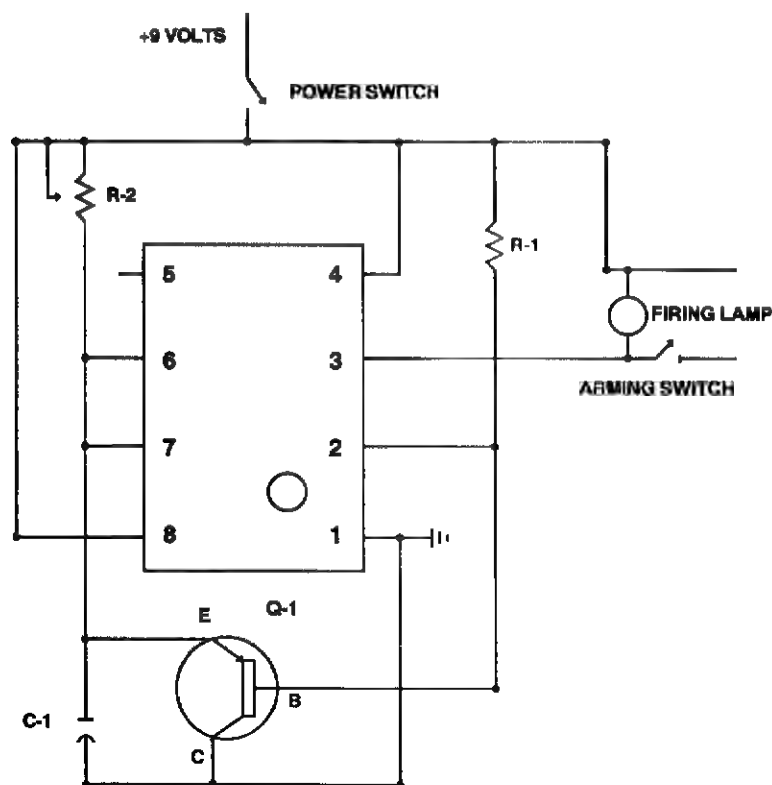 +9 VOLTS
POWER SWITCH
R-2
R-1
5
4
FIRING LAMP
6
3
ARMING SWITCH
7
2
8
1
Q-1
E
B
C-1
C